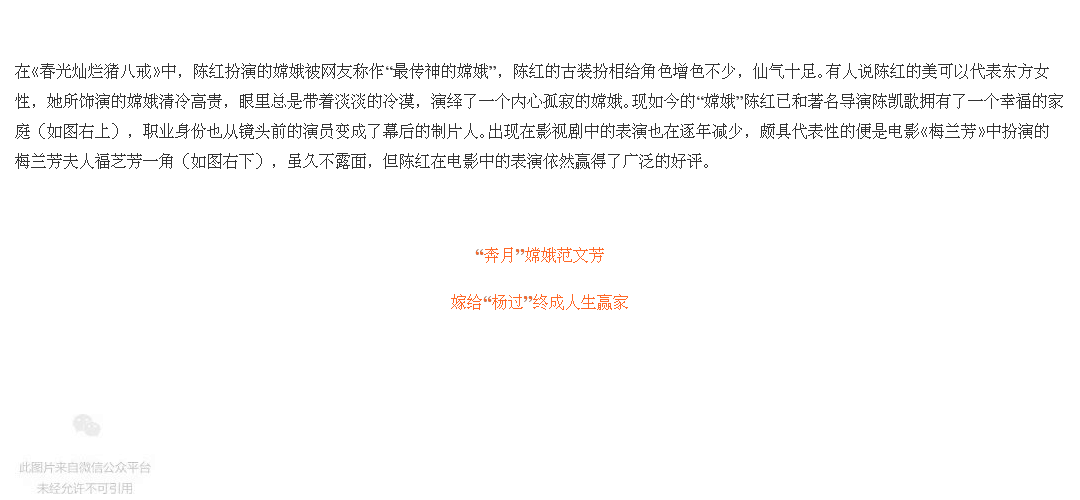 在《春光灿烂猪八戒》中，陈红扮演的嫦娥被网友称作“最传神的嫦娥”，陈红的古装扮相给角色增色不少，仙气十足。有人说陈红的美可以代表东方女
性，她所饰演的嫦娥清冷高贵，眼里总是带着淡淡的冷漠，演绎了一个内心孤寂的嫦娥。现如今的“嫦娥”陈红已和著名导演陈凯歌拥有了一个幸福的家
庭（如图右上），职业身份也从镜头前的演员变成了幕后的制片人。出现在影视剧中的表演也在逐年减少，颇具代表性的便是电影《梅兰芳》中扮演的
梅兰芳夫人福芝芳一角（如图右下），虽久不露面，但陈红在电影中的表演依然赢得了广泛的好评。
“奔月”嫦娥范文芳
嫁给“杨过”终成人生赢家
此图片来自微信公众平台
未经允许不可引用